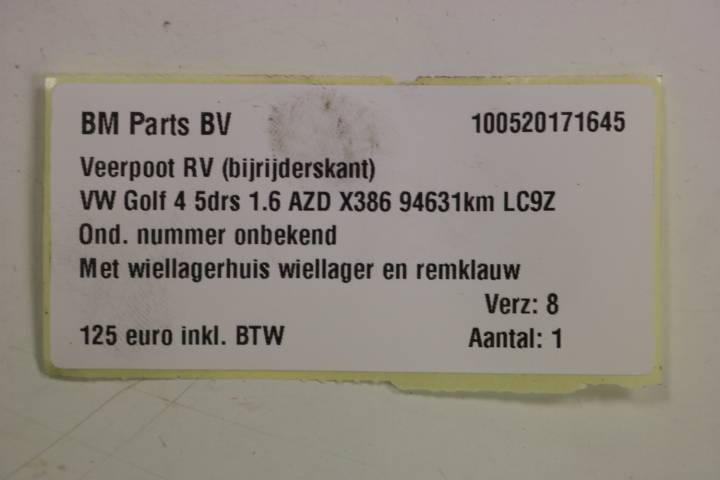 BM Parts BV 100520171645
Veerpoot RV (bijrijderskant)
VW Golf 4 5drs 1.6 AZD X386 94631km LC9Z
Ond. nummer onbekend
Met wiellagerhuis wiellager en remklauw
Verz: 8
125 euro inkl. BTW Aantal: 1